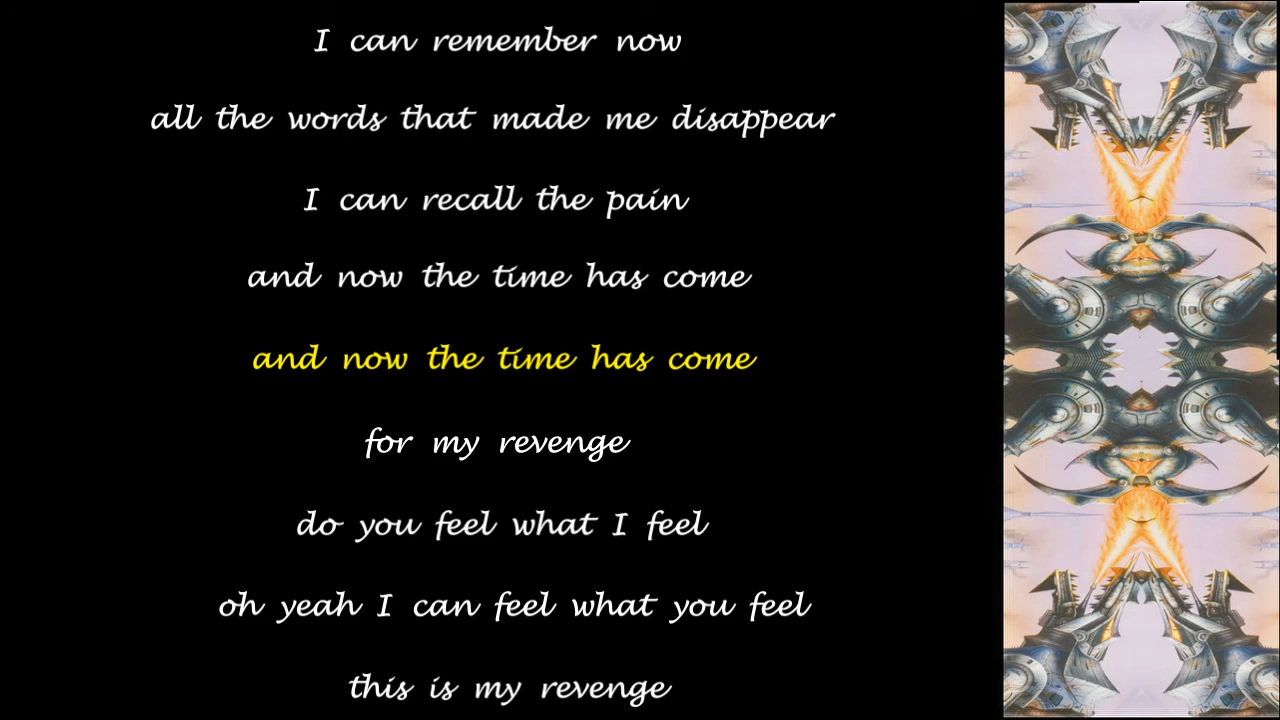 I can remember now
all the words that made me disappear
I can recall the pain
and now the time has come
and now the time has come
for my revenge
do you feel what I feel
oh yeah I can feel what you feel
this is my revenge